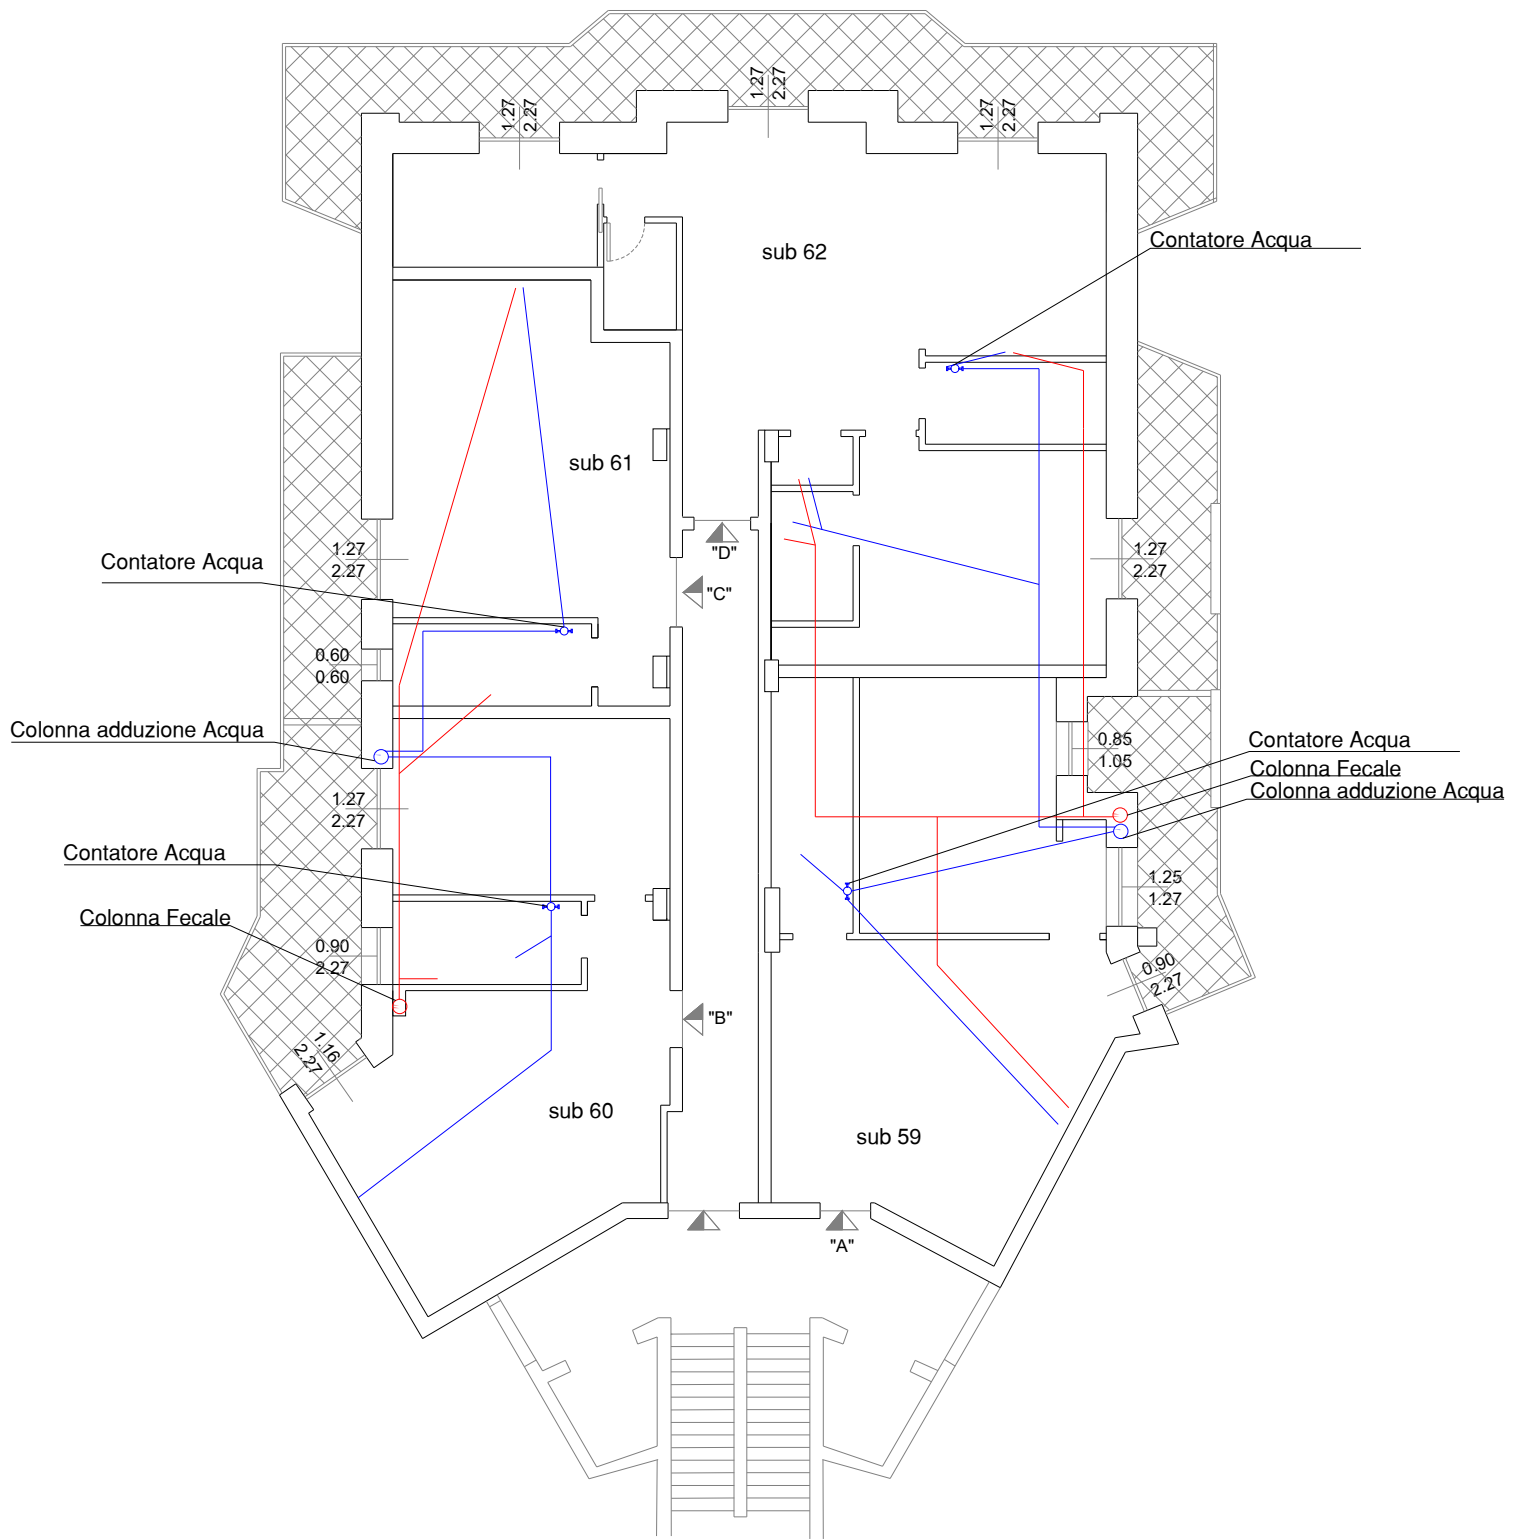 1.27
2.27
1.27
2.27
1.27
2.27
sub 62
Contatore Acqua
sub 61
Contatore Acqua
1.27
2.27
"D"
"C"
1.27
2.27
0.60
0.60
Colonna adduzione Acqua
0.85
1.05
Contatore Acqua
Colonna Fecale
Colonna adduzione Acqua
1.27
2.27
Contatore Acqua
1.25
1.27
Colonna Fecale
0.90
2.27
0.90
2.27
"B"
1.16
2.27
sub 60
sub 59
"A"